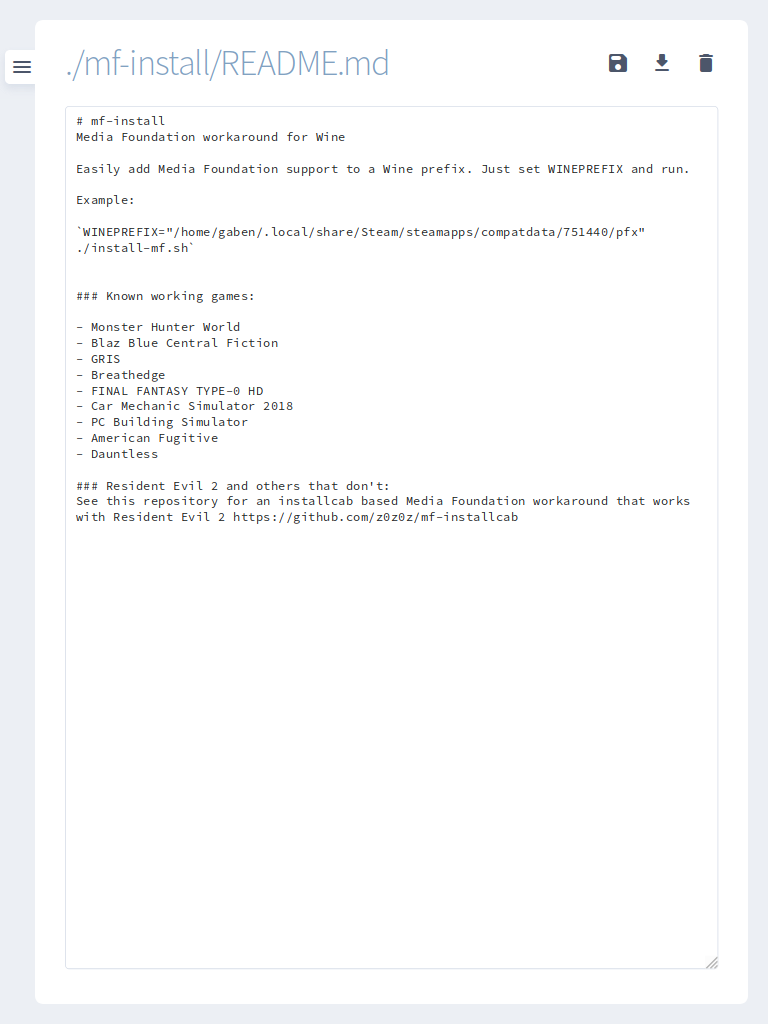 ./mf-install/README.md
# mf-install
Media Foundation workaround for Wine
Easily add Media Foundation support to a Wine prefix. Just set WINEPREFIX and run.
Example:
`WINEPREFIX="/home/gaben/.local/share/Steam/steamapps/compatdata/751440/pfx"
./install-mf.sh`
### Known working games:
- Monster Hunter World
- Blaz Blue Central Fiction
- GRIS
- Breathedge
- FINAL FANTASY TYPE-0 HD
- Car Mechanic Simulator 2018
- PC Building Simulator
- American Fugitive
- Dauntless
### Resident Evil 2 and others that don't:
See this repository for an installcab based Media Foundation workaround that works
with Resident Evil 2 https://github.com/z0z0z/mf-installcab